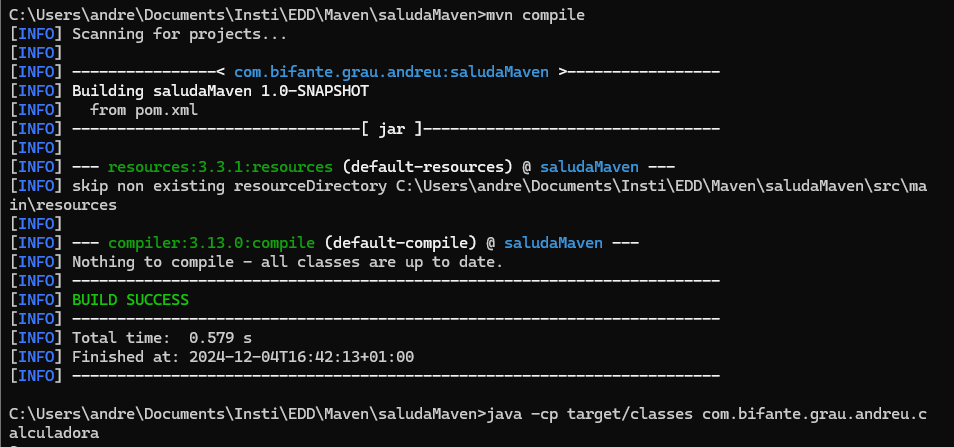 C:\Users\andre\Documents\Insti\EDD\Maven\saludaMaven>mvn compile
[INFO] Scanning for projects...
[INFO]
[INFO] ----------------< com.bifante.grau.andreu:saludaMaven >-----------------
[INFO] Building saludaMaven 1.0-SNAPSHOT
[INFO]   from pom.xml
[INFO] --------------------------------[ jar ]---------------------------------
[INFO]
[INFO] --- resources:3.3.1:resources (default-resources) @ saludaMaven ---
[INFO] skip non existing resourceDirectory C:\Users\andre\Documents\Insti\EDD\Maven\saludaMaven\src\ma
in\resources
[INFO]
[INFO] --- compiler:3.13.0:compile (default-compile) @ saludaMaven ---
[INFO] Nothing to compile - all classes are up to date.
[INFO] ------------------------------------------------------------------------
[INFO] BUILD SUCCESS
[INFO] ------------------------------------------------------------------------
[INFO] Total time:  0.579 s
[INFO] Finished at: 2024-12-04T16:42:13+01:00
[INFO] ------------------------------------------------------------------------
C:\Users\andre\Documents\Insti\EDD\Maven\saludaMaven>java -cp target/classes com.bifante.grau.andreu.c
alculadora